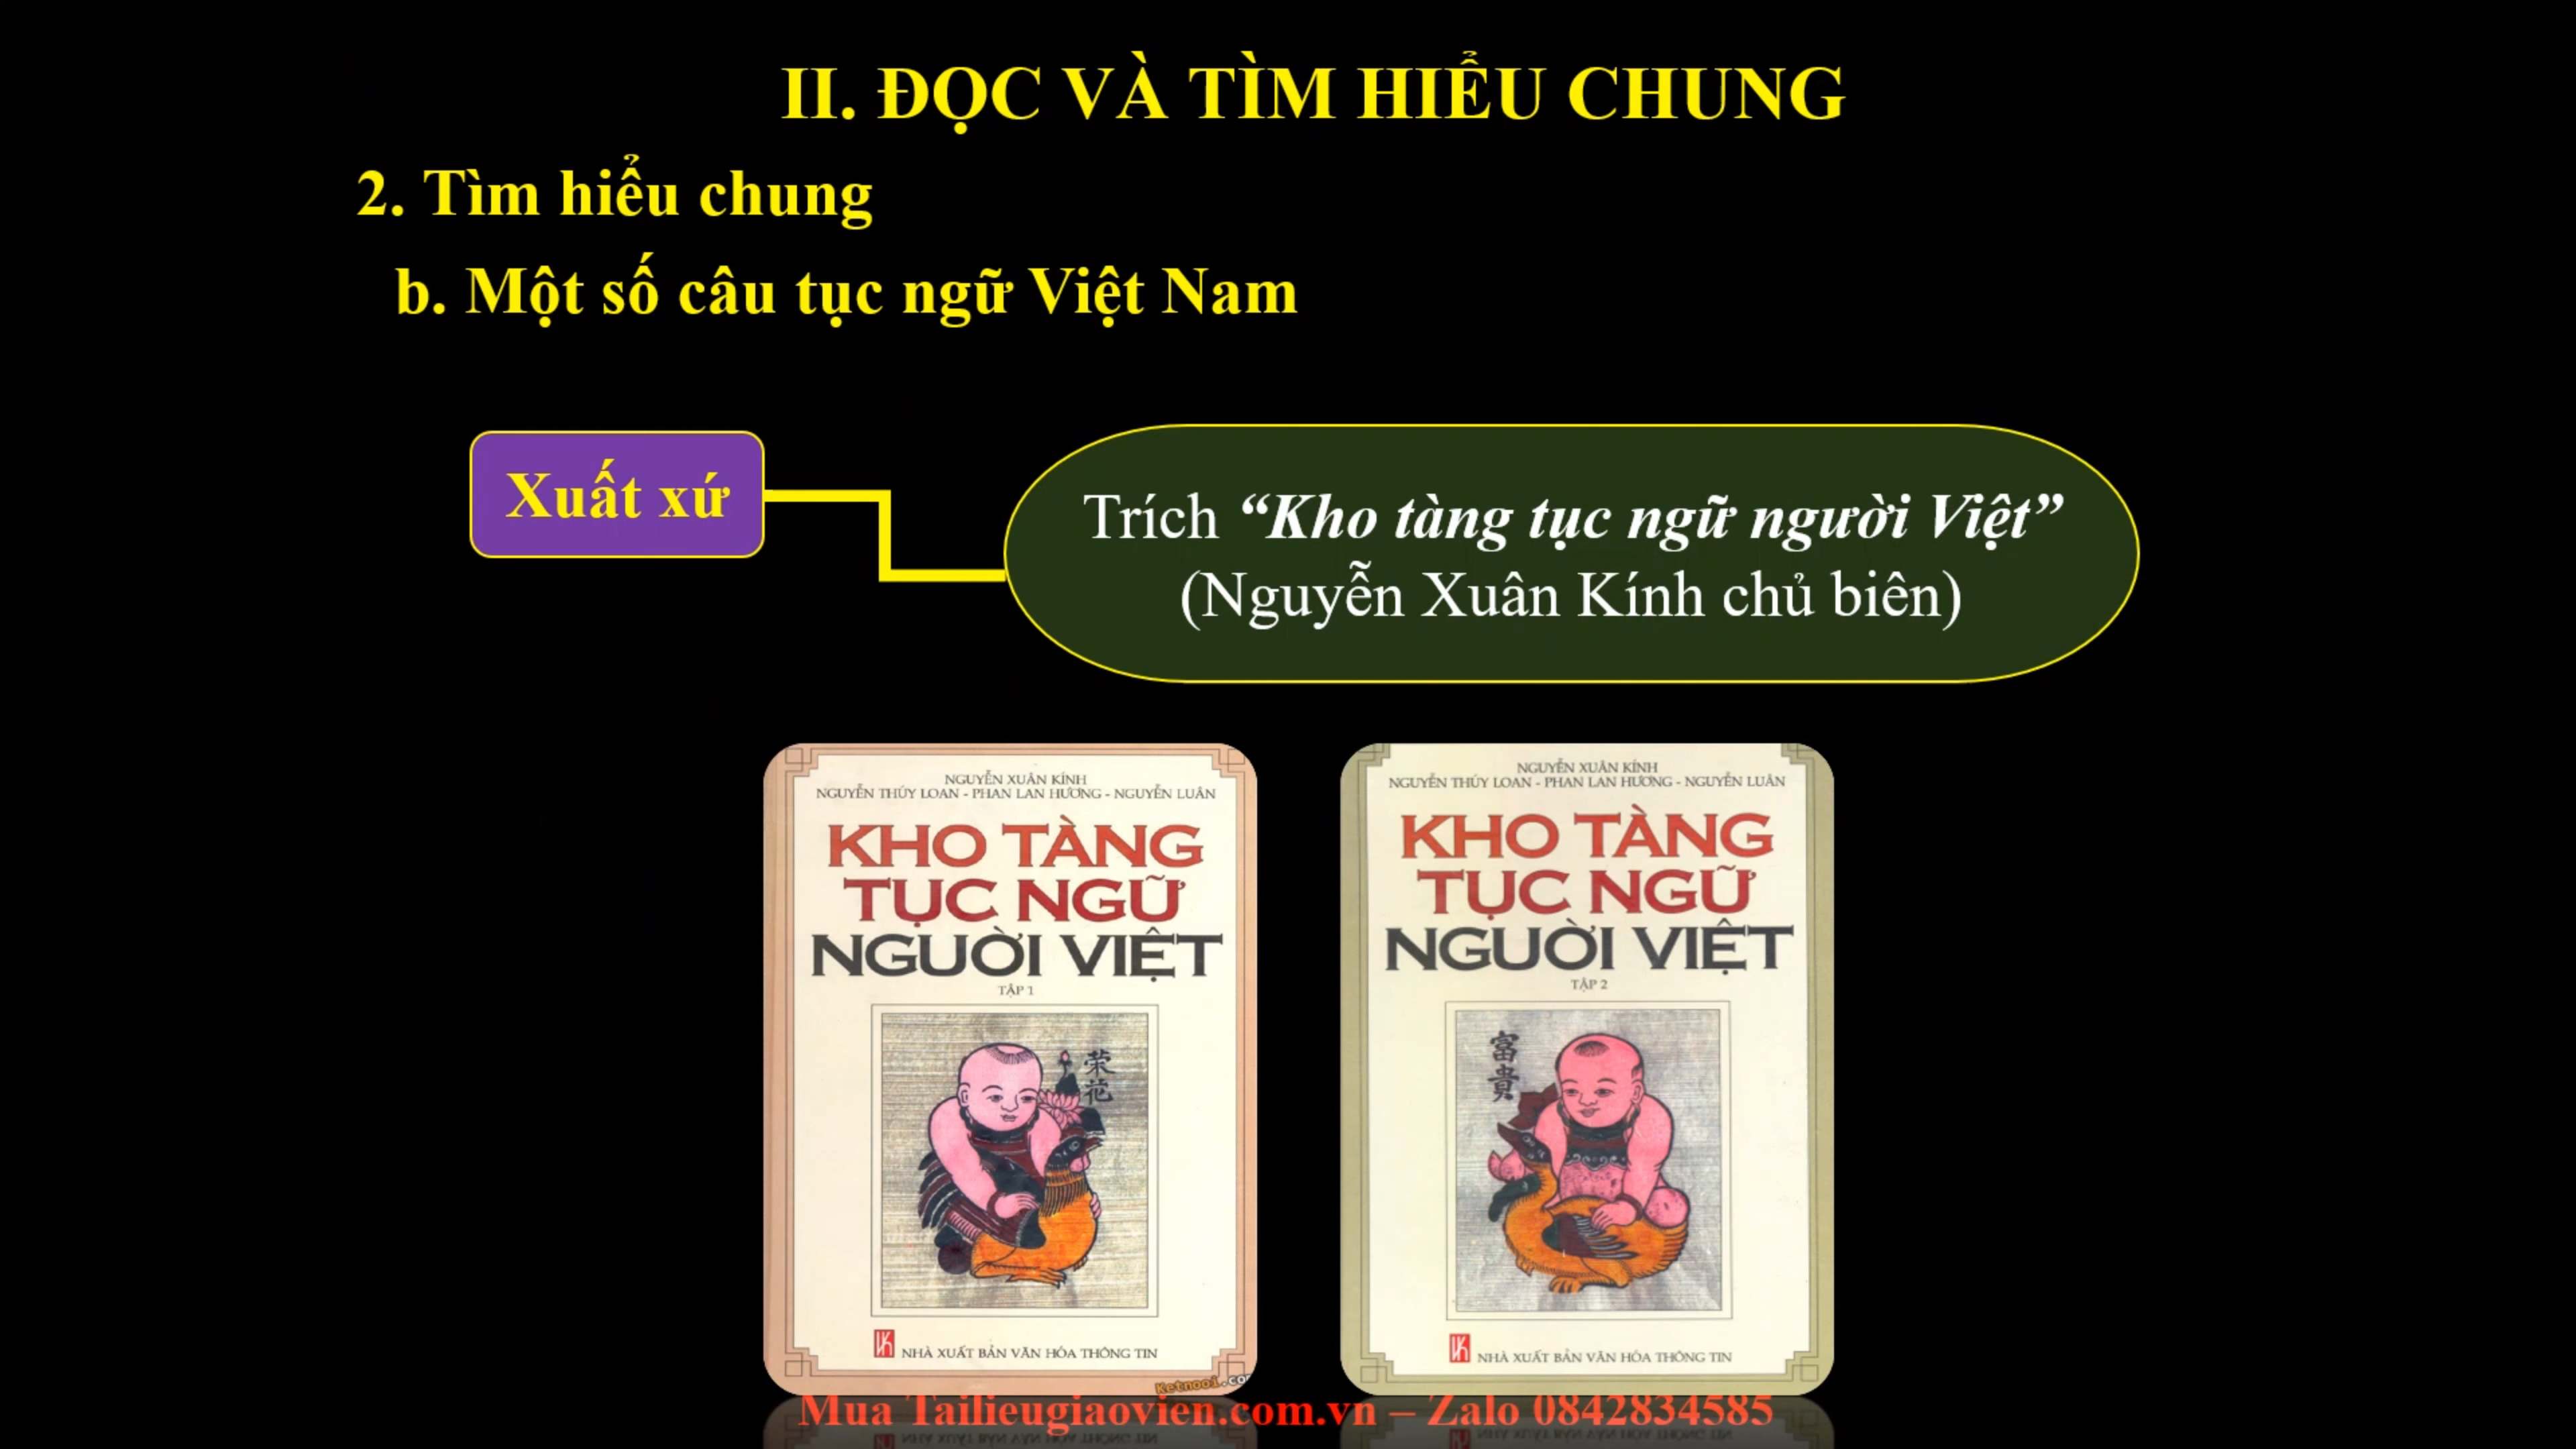 II. ĐỌC VÀ TÌM HIỂU CHUNG
2. Tìm hiểu chung
b. Một số câu tục ngữ Việt Nam
Xuất xứ
Trích “Kho tàng tục ngữ người Việt”
(Nguyễn Xuân Kính chủ biên)
NGUYỄN XUÂN KÍNH
NGUYỄN THÚY LOAN - PHAN LAN HƯƠNG - NGUYỄN LUÂN
KHO TÀNG
TỤC NGỮ
NGƯỜI VIỆT
TẬP 1
荣
花
NHÀ XUẤT BẢN VĂN HÓA THÔNG TIN
Ketnooi.com
NGUYỄN XUÂN KÍNH
NGUYỄN THÚY LOAN - PHAN LAN HƯƠNG - NGUYỄN LUÂN
KHO TÀNG
TỤC NGỮ
NGƯỜI VIỆT
TẬP 2
富
貴
NHÀ XUẤT BẢN VĂN HÓA THÔNG TIN
Mua Tailieugiaovien.com.vn – Zalo 0842834585